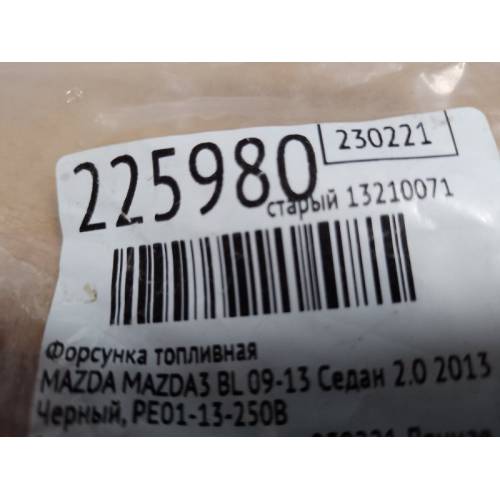 225980 230221
старый 13210071
Форсунка топливная
MAZDA MAZDA3 BL 09-13 Седан 2.0 2013
Черный, PE01-13-250B